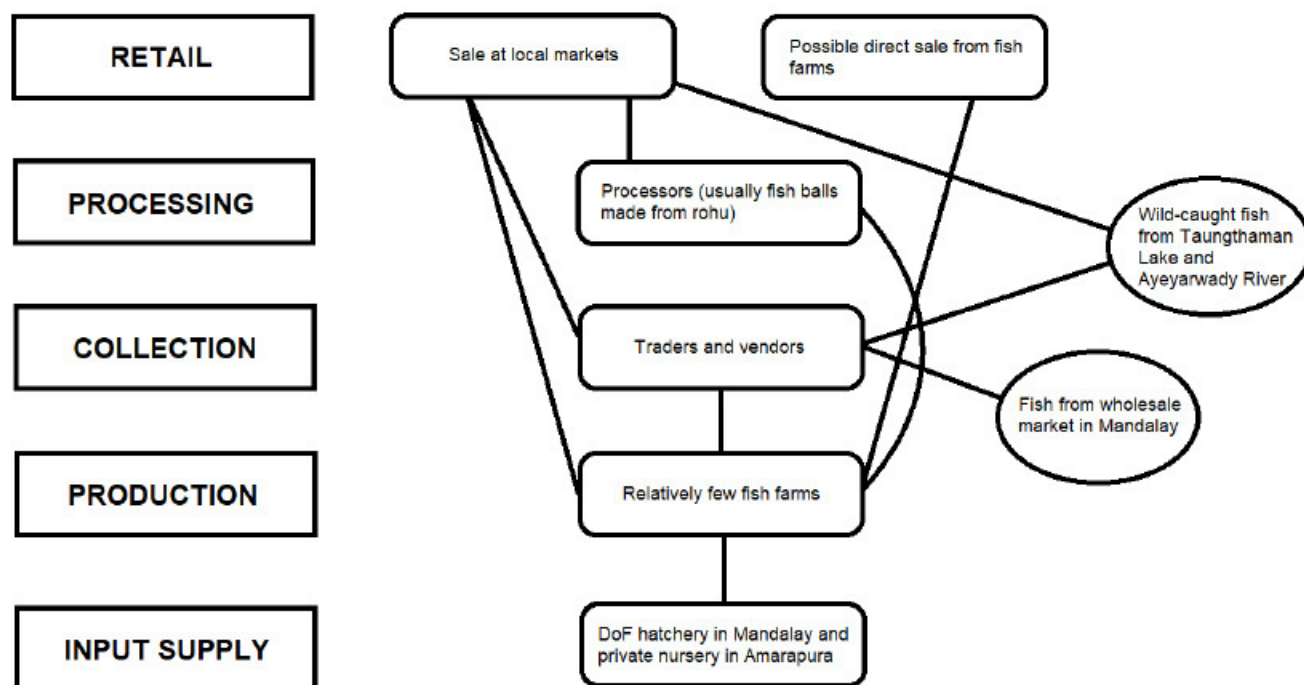 RETAIL
Sale at local markets
Possible direct sale from fish
farms
PROCESSING
Processors (usually fish balls
made from rohu)
Wild-caught fish
from Taungthaman
Lake and
Ayeyarwady River
COLLECTION
Traders and vendors
Fish from wholesale
market in Mandalay
PRODUCTION
Relatively few fish farms
INPUT SUPPLY
DoF hatchery in Mandalay and
private nursery in Amarapura